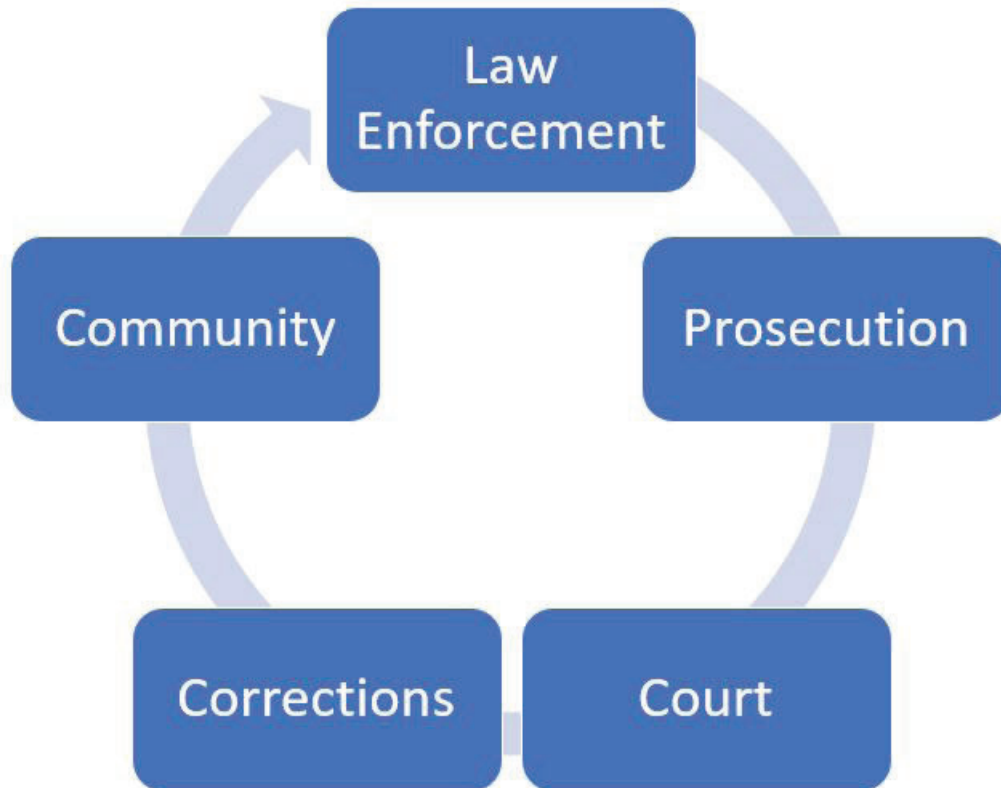 Law
Enforcement
Prosecution
Court
Corrections
Community